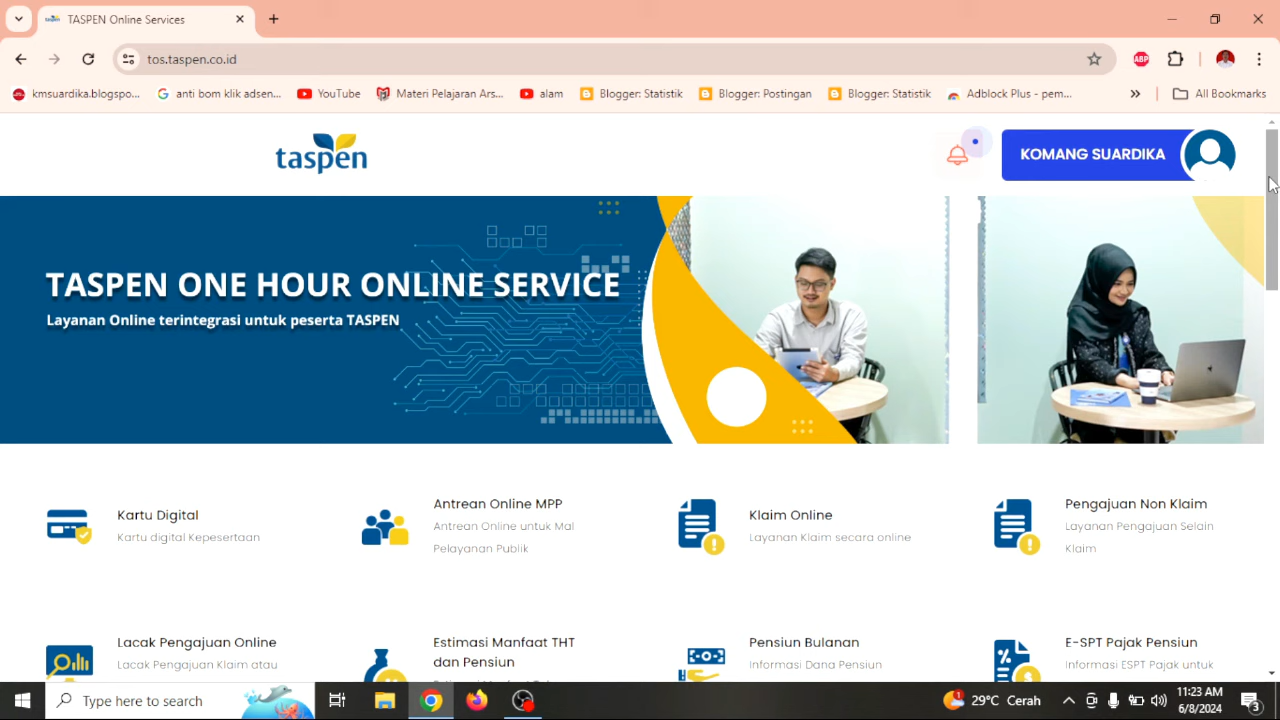 TASPEN Online Services
tos.taspen.co.id
ABP
kmsuardika.blogspo...
anti bom klik adsen...
YouTube
Materi Pelajaran Ars...
alam
Blogger: Statistik
Blogger: Postingan
Blogger: Statistik
Adblock Plus - pem...
All Bookmarks
taspen
KOMANG SUARDIKA
TASPEN ONE HOUR ONLINE SERVICE
Layanan Online terintegrasi untuk peserta TASPEN
Kartu Digital
Kartu digital Kepesertaan
Antrean Online MPP
Antrean Online untuk Mal
Pelayanan Publik
Klaim Online
Layanan Klaim secara online
Pengajuan Non Klaim
Layanan Pengajuan Selain
Klaim
Lacak Pengajuan Online
Lacak Pengajuan Klaim atau
Estimasi Manfaat THT
dan Pensiun
Pensiun Bulanan
Informasi Dana Pensiun
E-SPT Pajak Pensiun
Informasi ESPT Pajak untuk
Type here to search
1
29°C Cerah
11:23 AM
6/8/2024
3